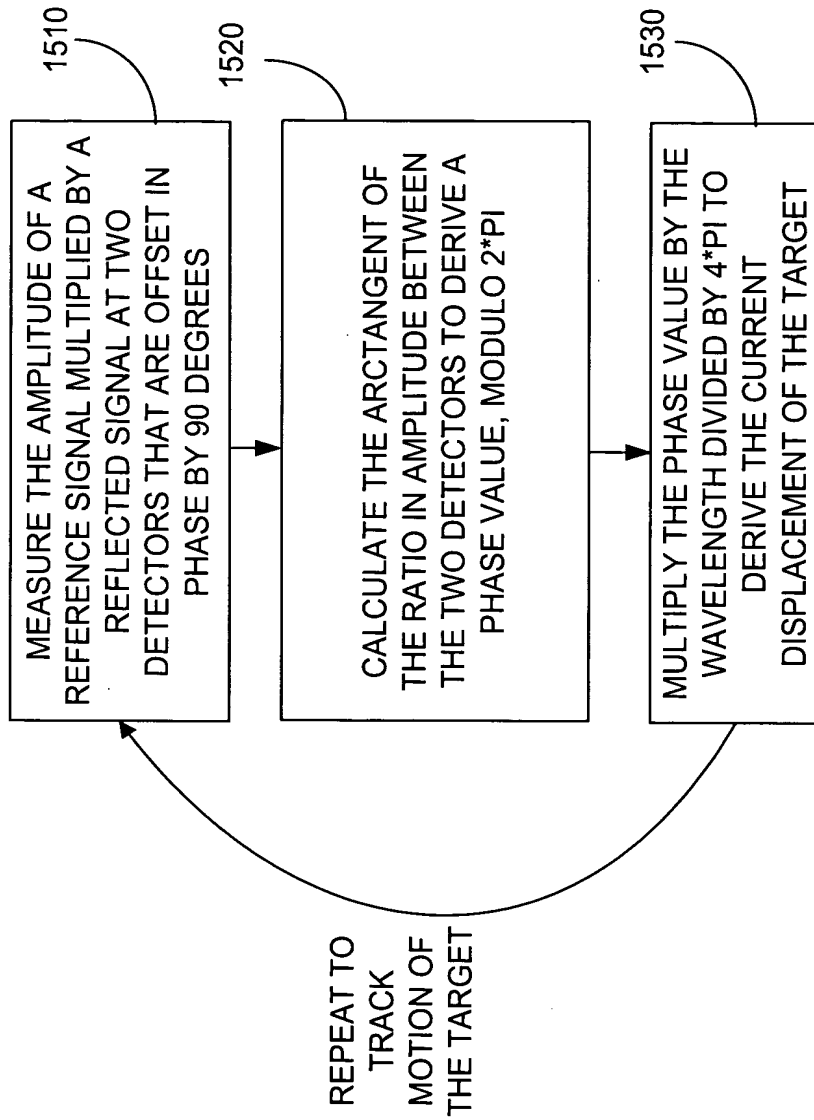 1510
MEASURE THE AMPLITUDE OF A
REFERENCE SIGNAL MULTIPLIED BY A
REFLECTED SIGNAL AT TWO
DETECTORS THAT ARE OFFSET IN
PHASE BY 90 DEGREES
1520
CALCULATE THE ARCTANGENT OF
THE RATIO IN AMPLITUDE BETWEEN
THE TWO DETECTORS TO DERIVE A
PHASE VALUE, MODULO 2*PI
1530
MULTIPLY THE PHASE VALUE BY THE
WAVELENGTH DIVIDED BY 4*PI TO
DERIVE THE CURRENT
DISPLACEMENT OF THE TARGET
REPEAT TO
TRACK
MOTION OF
THE TARGET